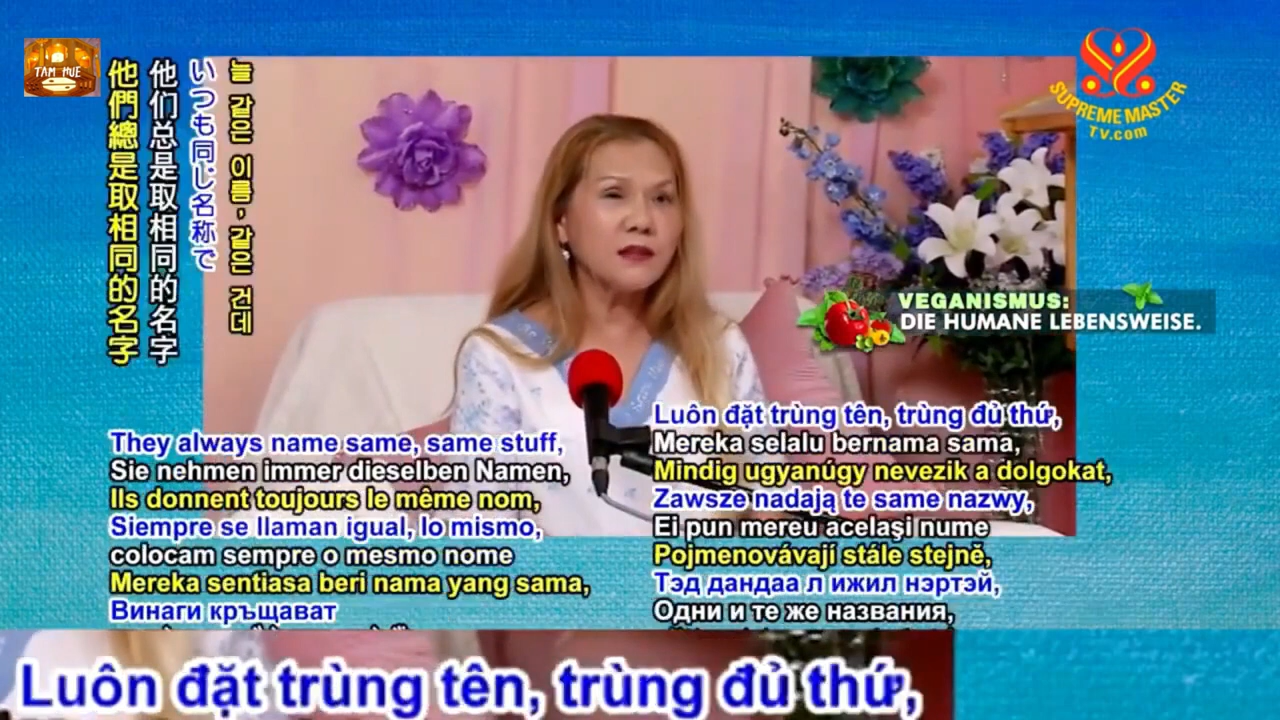 TAM HUE
SUPREME MASTER
TV.com
늘 같은 이름, 같은 건데
いつも同じ名称で
他们总是取相同的名字
他們總是取相同的名字
VEGANISMUS:
DIE HUMANE LEBENSWEISE.
They always name same, same stuff,
Sie nehmen immer dieselben Namen,
Ils donnent toujours le même nom,
Siempre se llaman igual, lo mismo,
colocam sempre o mesmo nome
Mereka sentiasa beri nama yang sama,
Винаги кръщават
Luôn đặt trùng tên, trùng đủ thứ,
Mereka selalu bernama sama,
Mindig ugyanúgy nevezik a dolgokat,
Zawsze nadają te same nazwy,
Ei pun mereu același nume
Pojmenovávají stále stejně,
Тэд дандаа л ижил нэртэй,
Одни и те же названия,
Luôn đặt trùng tên, trùng đủ thứ,